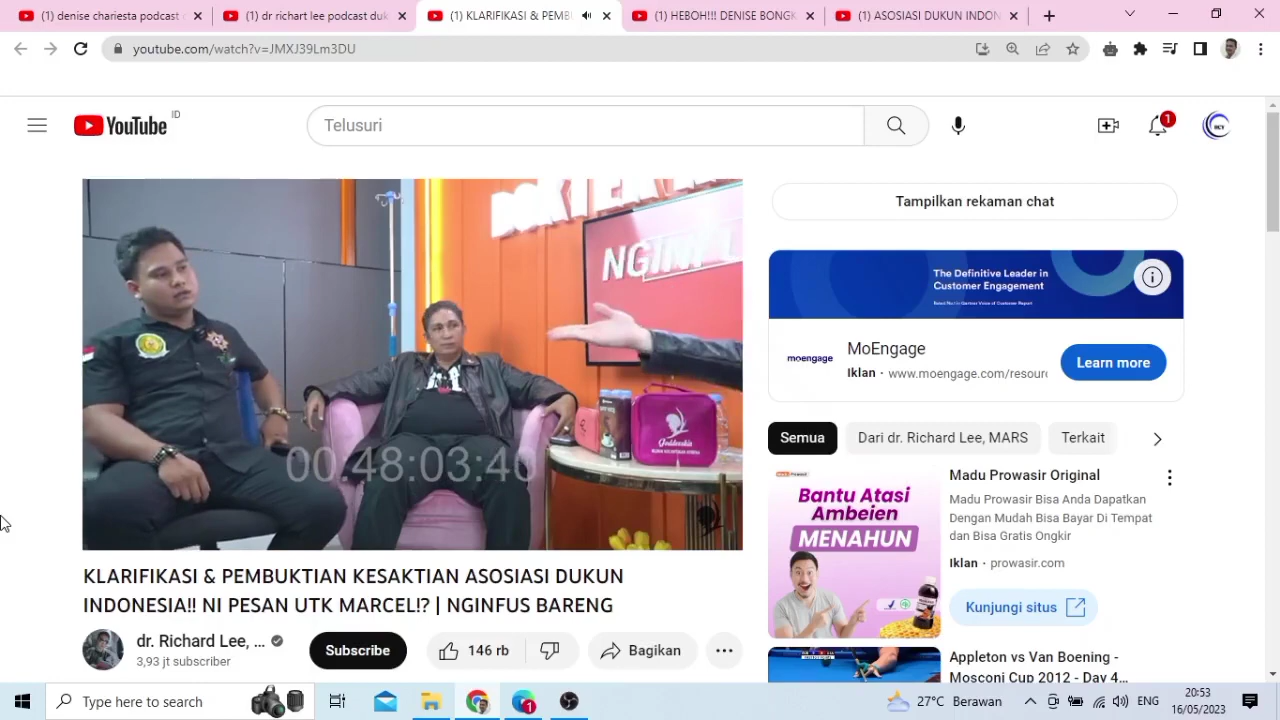 (1) denise chesta podcast
(1) dr richart lee podcast duk
(1) KLARIFIKASI & PEMB
(1) HEBOH!! DENISE BONGK
(1) ASOSIASI DUKUN INDON
youtube.com/watch?v=JMXJ39Lm3DU
YouTube ID
Telusuri
1
NGINF
00:48:03:40
Tampilkan rekaman chat
The Definitive Leader in
Customer Engagement
moengage
MoEngage
Iklan · www.moengage.com/resourc
Learn more
Semua
Dari dr. Richard Lee, MARS
Terkait
Bantu Atasi
Ambeien
MENAHUN
Madu Prowasir Original
Madu Prowasir Bisa Anda Dapatkan
Dengan Mudah Bisa Bayar Di Tempat
dan Bisa Gratis Ongkir
Iklan · prowasir.com
Kunjungi situs
KLARIFIKASI & PEMBUKTIAN KESAKTIAN ASOSIASI DUKUN
INDONESIA!! NI PESAN UTK MARCEL!? | NGINFUS BARENG
dr. Richard Lee, ...
3,93 jt subscriber
Subscribe
146 rb
Bagikan
Appleton vs Van Boening -
Mosconi Cup 2012 - Day 4...
Type here to search
1
27°C Berawan
ENG
20:53
16/05/2023